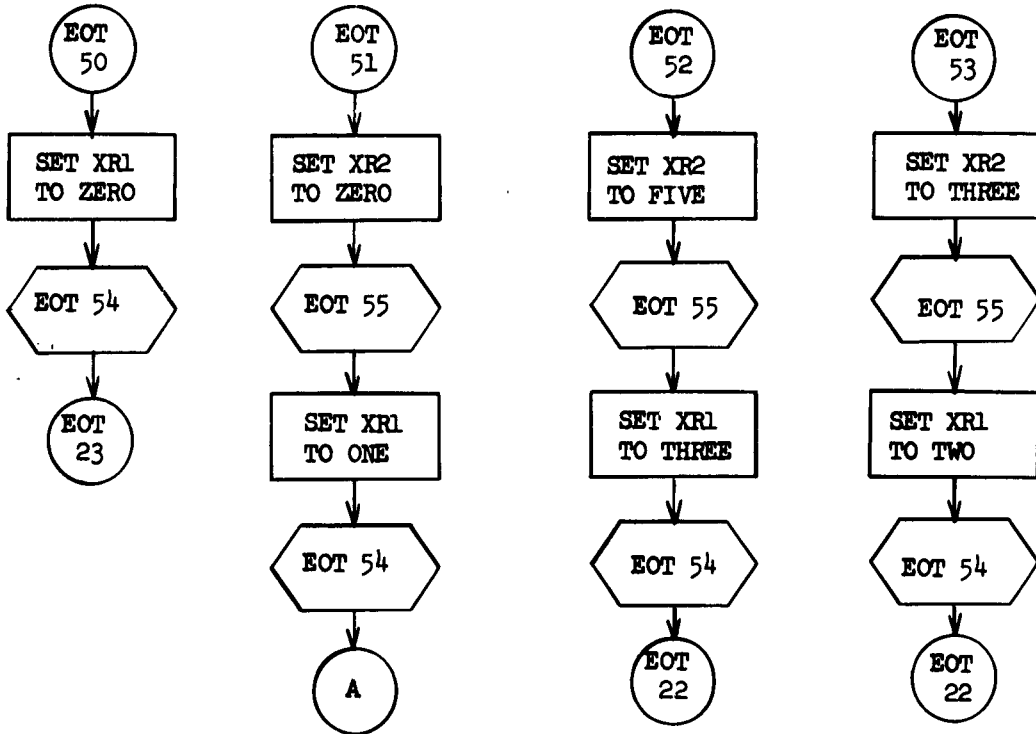 EOT
50
SET XR1
TO ZERO
EOT 54
EOT
23
EOT
51
SET XR2
TO ZERO
EOT 55
SET XR1
TO ONE
EOT 54
A
EOT
52
SET XR2
TO FIVE
EOT 55
SET XR1
TO THREE
EOT 54
EOT
22
EOT
53
SET XR2
TO THREE
EOT 55
SET XR1
TO TWO
EOT 54
EOT
22